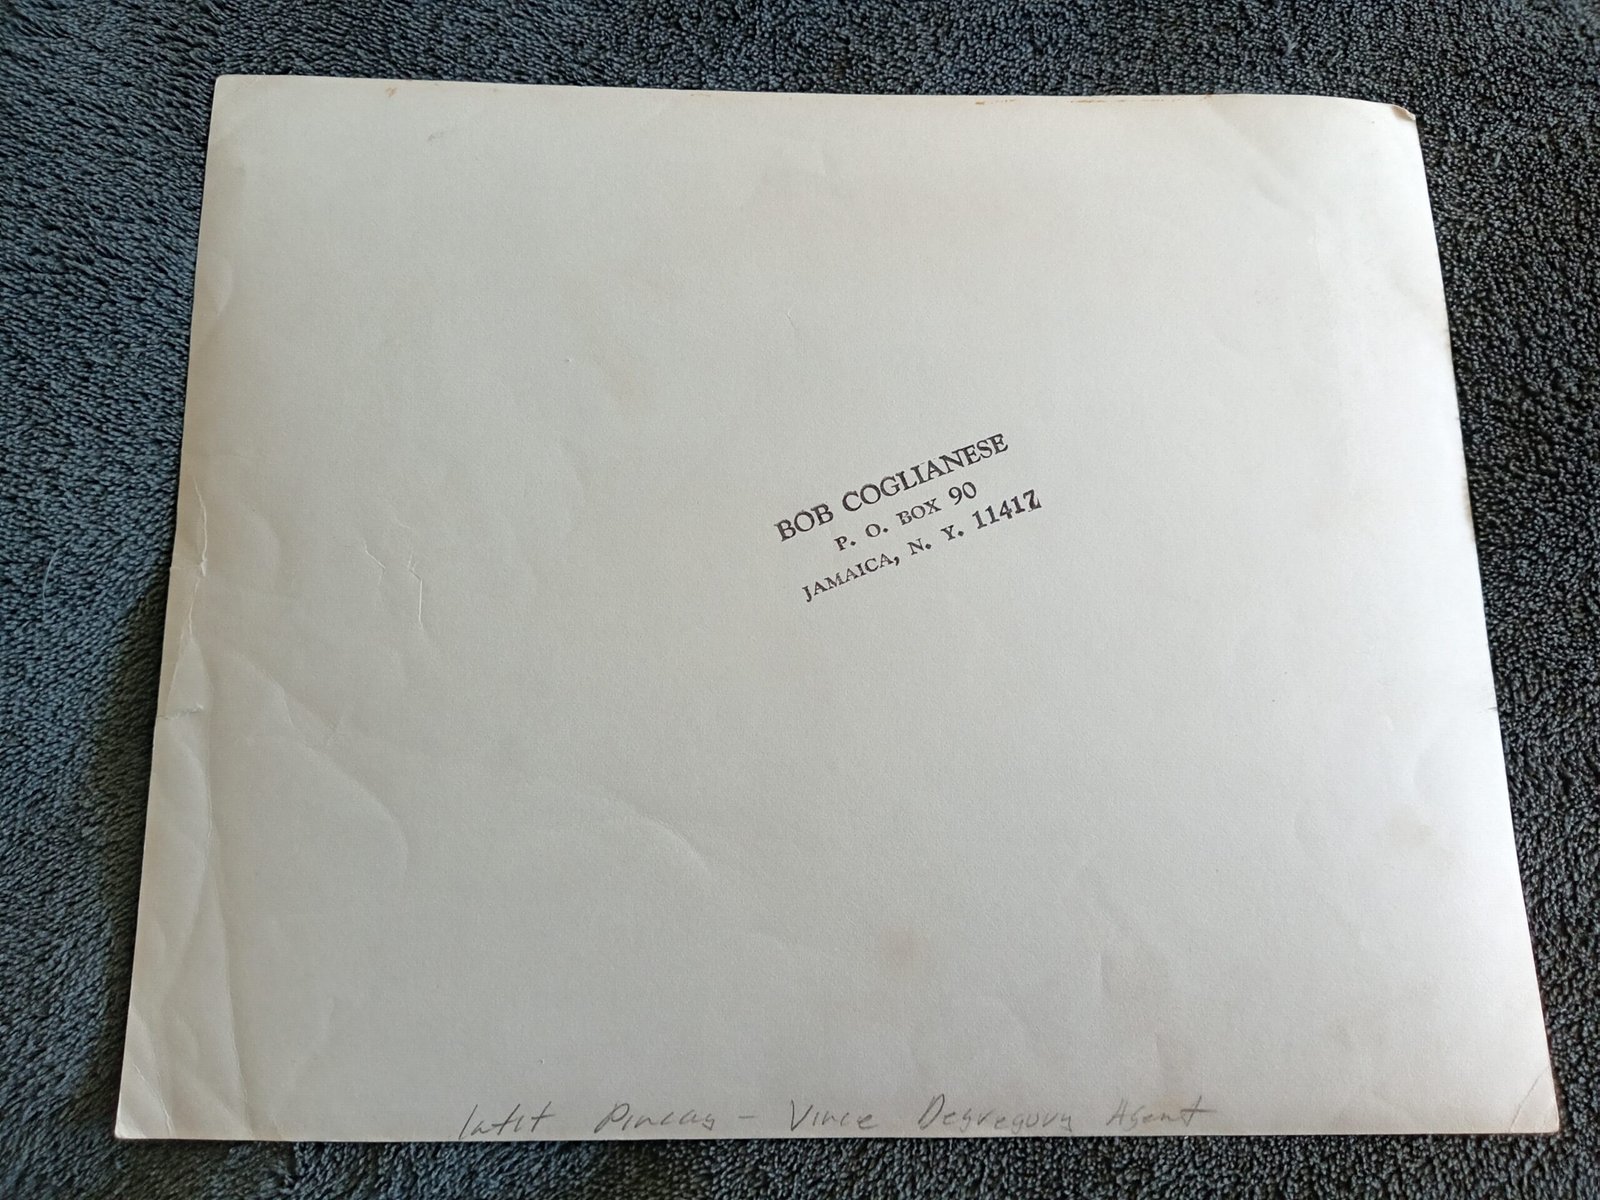 BOB COGLIANESE
P. O. BOX 90
JAMAICA, N. Y. 11417
Pincay - Vince Degregory Agent